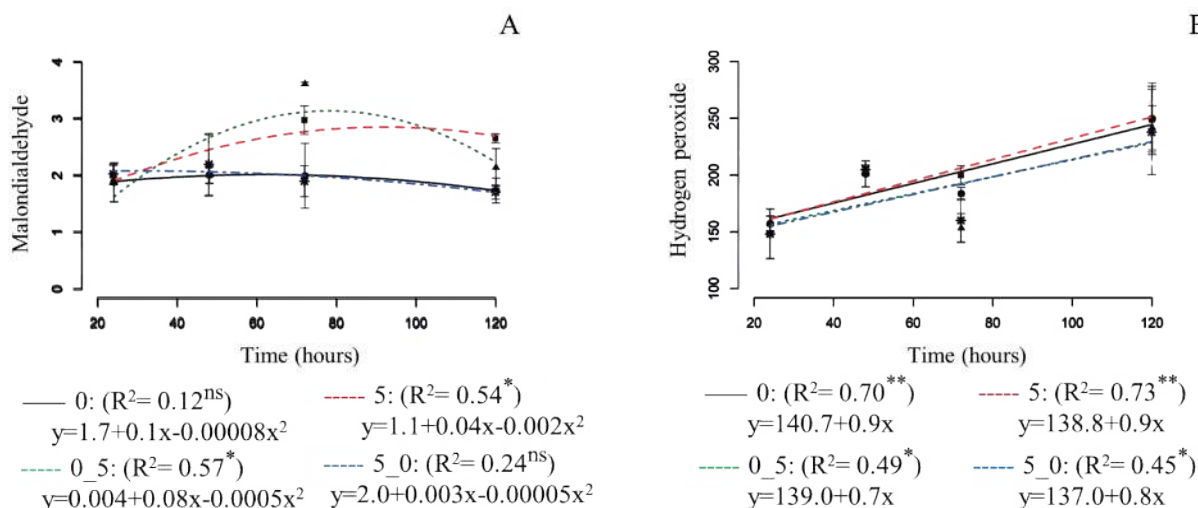 A
Malondialdehyde
4
3
2
1
0
20 40 60 80 100 120
Time (hours)
0: (R²= 0.12ns)
y=1.7+0.1x-0.00008x²
5: (R²= 0.54*)
y=1.1+0.04x-0.002x²
0_5: (R²= 0.57*)
y=0.004+0.08x-0.0005x²
5_0: (R²= 0.24ns)
y=2.0+0.003x-0.00005x²
Hydrogen peroxide
300
250
200
150
100
20 40 60 80 100 120
Time (hours)
0: (R²= 0.70**)
y=140.7+0.9x
5: (R²= 0.73**)
y=138.8+0.9x
0_5: (R²= 0.49*)
y=139.0+0.7x
5_0: (R²= 0.45*)
y=137.0+0.8x